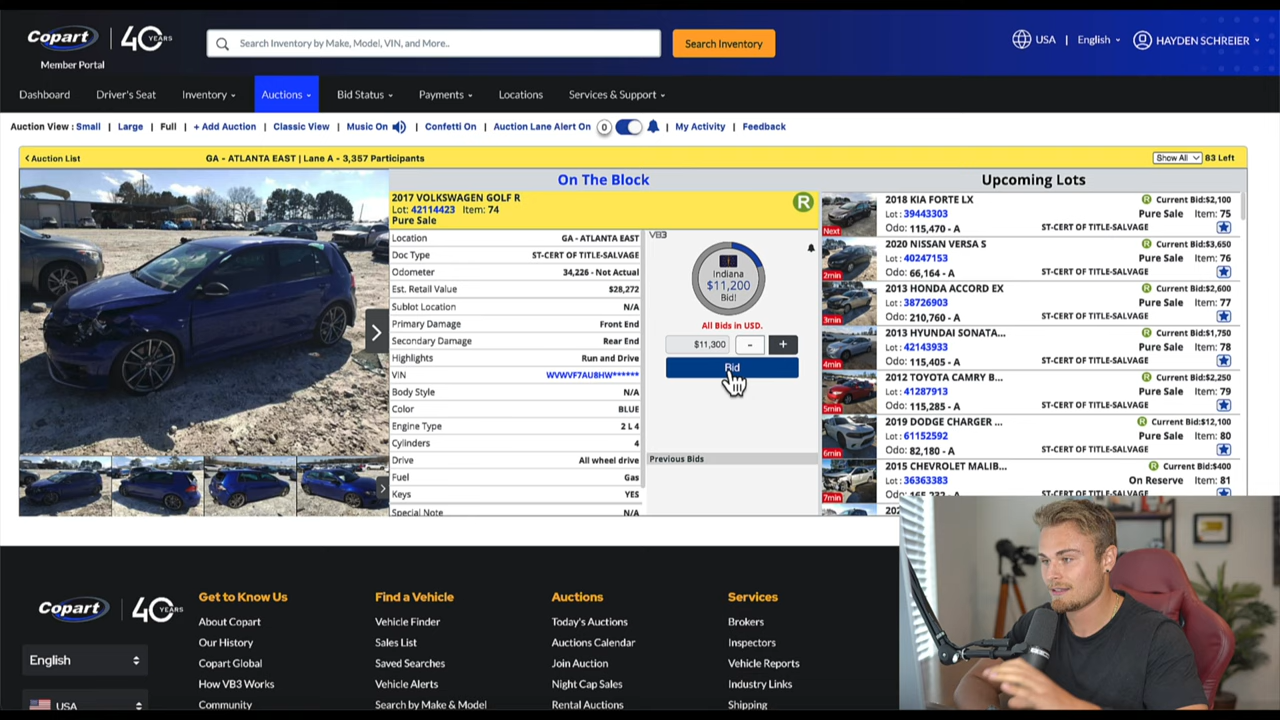 Copart
40 YEARS
Member Portal
Search Inventory by Make, Model, VIN, and More..
Search Inventory
USA | English
HAYDEN SCHREIER
Dashboard
Driver's Seat
Inventory
Auctions
Bid Status
Payments
Locations
Services & Support
Auction View : Small | Large | Full | + Add Auction | Classic View | Music On | Confetti On | Auction Lane Alert On 0 | My Activity | Feedback
Auction List
GA - ATLANTA EAST | Lane A - 3,357 Participants
Show All
83 Left
On The Block
2017 VOLKSWAGEN GOLF R
Lot: 42114423 Item: 74
Pure Sale
R
Location GA - ATLANTA EAST
Doc Type ST-CERT OF TITLE-SALVAGE
Odometer 34,226 - Not Actual
Est. Retail Value $28,272
Sublot Location N/A
Primary Damage Front End
Secondary Damage Rear End
Highlights Run and Drive
VIN WVWVF7AU8HW******
Body Style N/A
Color BLUE
Engine Type 2 L 4
Cylinders 4
Drive All wheel drive
Fuel Gas
Keys YES
Special Note N/A
VB3
Indiana
$11,200
Bid!
All Bids in USD.
$11,300
-
+
Bid
Previous Bids
Upcoming Lots
2018 KIA FORTE LX
R Current Bid:$2,100
Lot : 39443303
Pure Sale Item: 75
Odo: 115,470 - A
ST-CERT OF TITLE-SALVAGE
Next
2020 NISSAN VERSA S
R Current Bid:$3,650
Lot : 40247153
Pure Sale Item: 76
Odo: 66,164 - A
ST-CERT OF TITLE-SALVAGE
2min
2013 HONDA ACCORD EX
R Current Bid:$2,600
Lot : 38726903
Pure Sale Item: 77
Odo: 210,760 - A
ST-CERT OF TITLE-SALVAGE
3min
2013 HYUNDAI SONATA...
R Current Bid:$1,750
Lot : 42143933
Pure Sale Item: 78
Odo: 115,405 - A
ST-CERT OF TITLE-SALVAGE
4min
2012 TOYOTA CAMRY B...
R Current Bid:$2,250
Lot : 41287913
Pure Sale Item: 79
Odo: 115,285 - A
ST-CERT OF TITLE-SALVAGE
5min
2019 DODGE CHARGER ...
R Current Bid:$12,100
Lot : 61152592
Pure Sale Item: 80
Odo: 82,180 - A
ST-CERT OF TITLE-SALVAGE
6min
2015 CHEVROLET MALIB...
R Current Bid:$400
Lot : 36363383
On Reserve Item: 81
7min
Copart
40 YEARS
English
USA
Get to Know Us
About Copart
Our History
Copart Global
How VB3 Works
Community
Find a Vehicle
Vehicle Finder
Sales List
Saved Searches
Vehicle Alerts
Search by Make & Model
Auctions
Today's Auctions
Auctions Calendar
Join Auction
Night Cap Sales
Rental Auctions
Services
Brokers
Inspectors
Vehicle Reports
Industry Links
Shipping